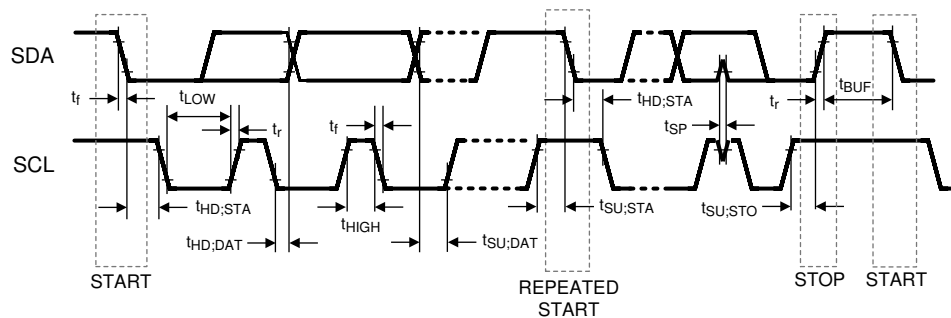 SDA
t_f
t_LOW
t_r
t_f
t_HD;STA
t_SP
t_r
t_BUF
SCL
t_HD;STA
t_HD;DAT
t_HIGH
t_SU;DAT
t_SU;STA
t_SU;STO
START
REPEATED
START
STOP
START